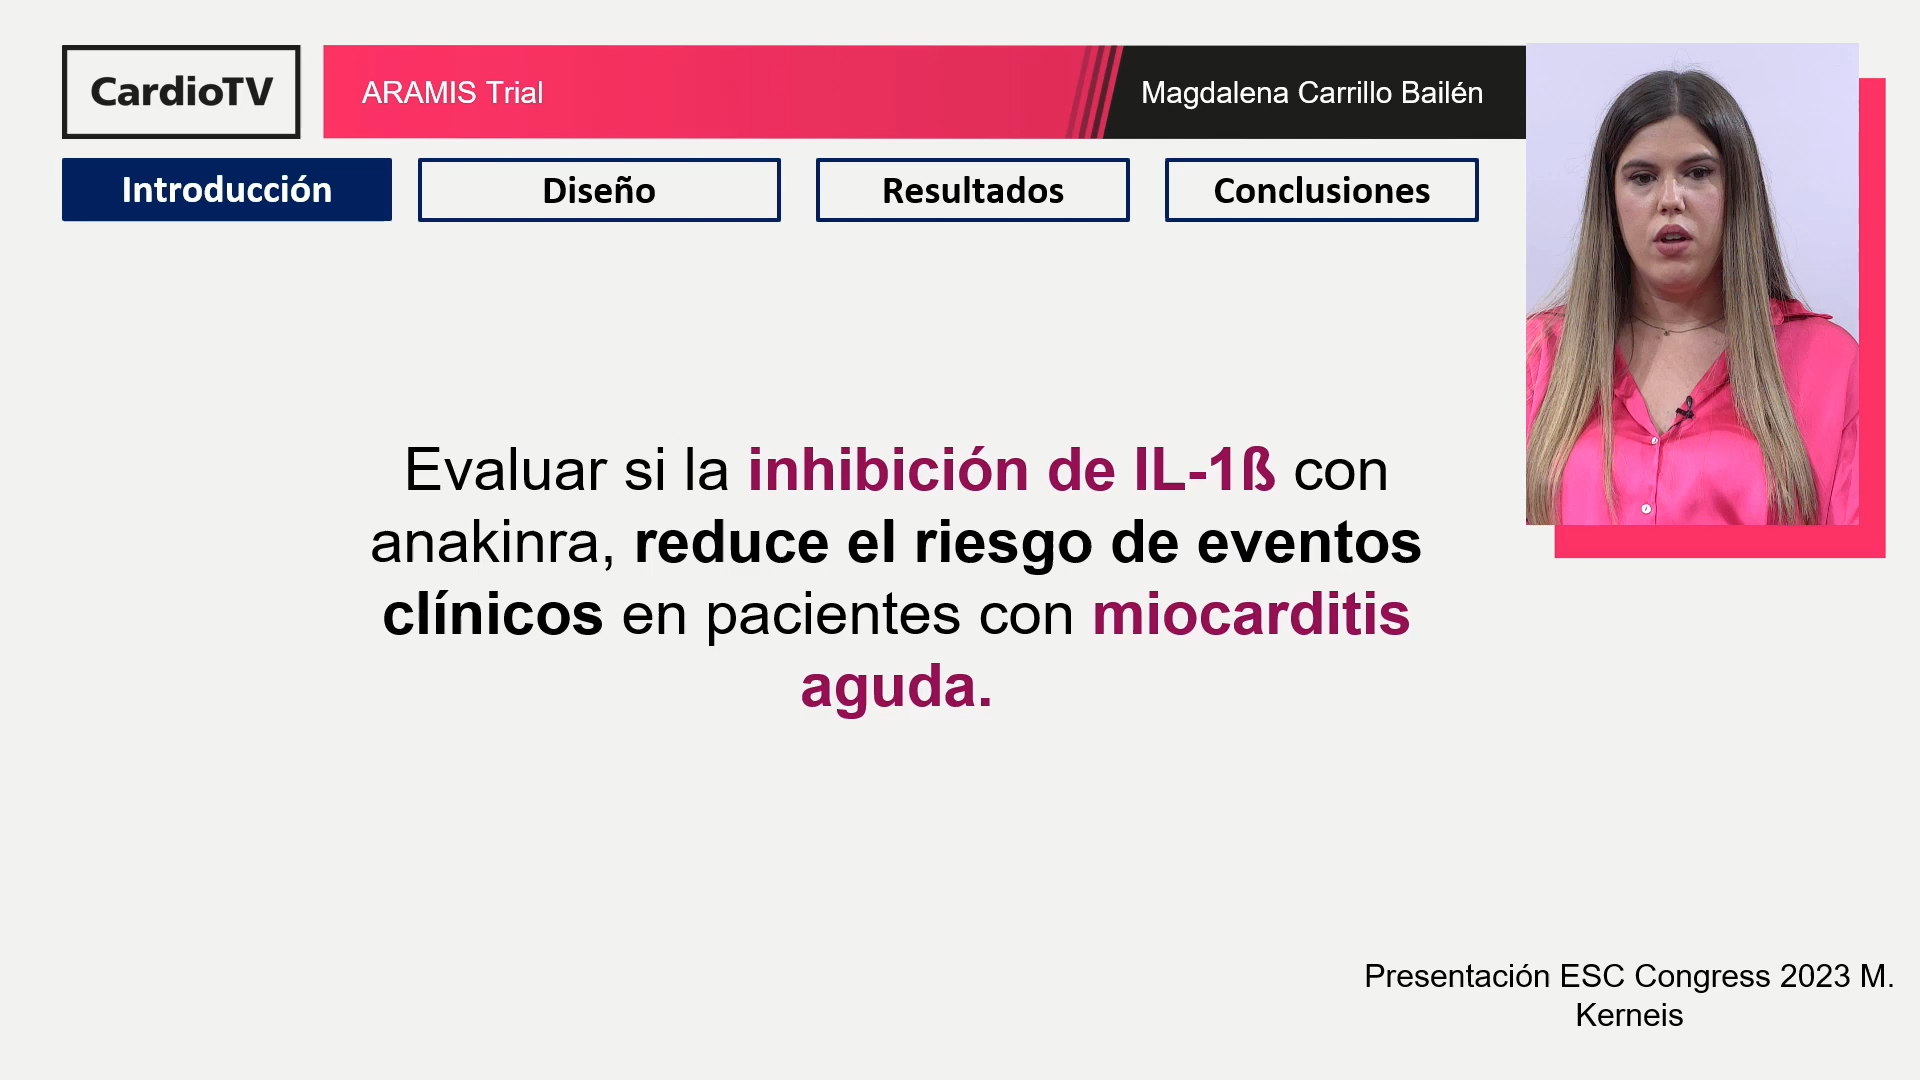 CardioTV
ARAMIS Trial
Magdalena Carrillo Bailén
Introducción
Diseño
Resultados
Conclusiones
Evaluar si la inhibición de IL-1ß con
anakinra, reduce el riesgo de eventos
clínicos en pacientes con miocarditis
aguda.
Presentación ESC Congress 2023 M.
Kerneis